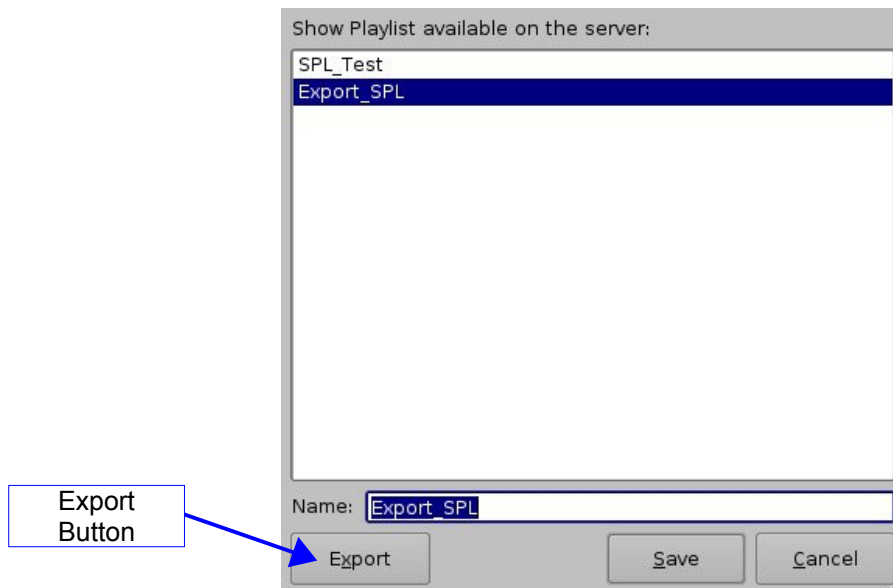 Show Playlist available on the server:
SPL_Test
Export_SPL
Name: Export_SPL
Export
Button
Export Save Cancel